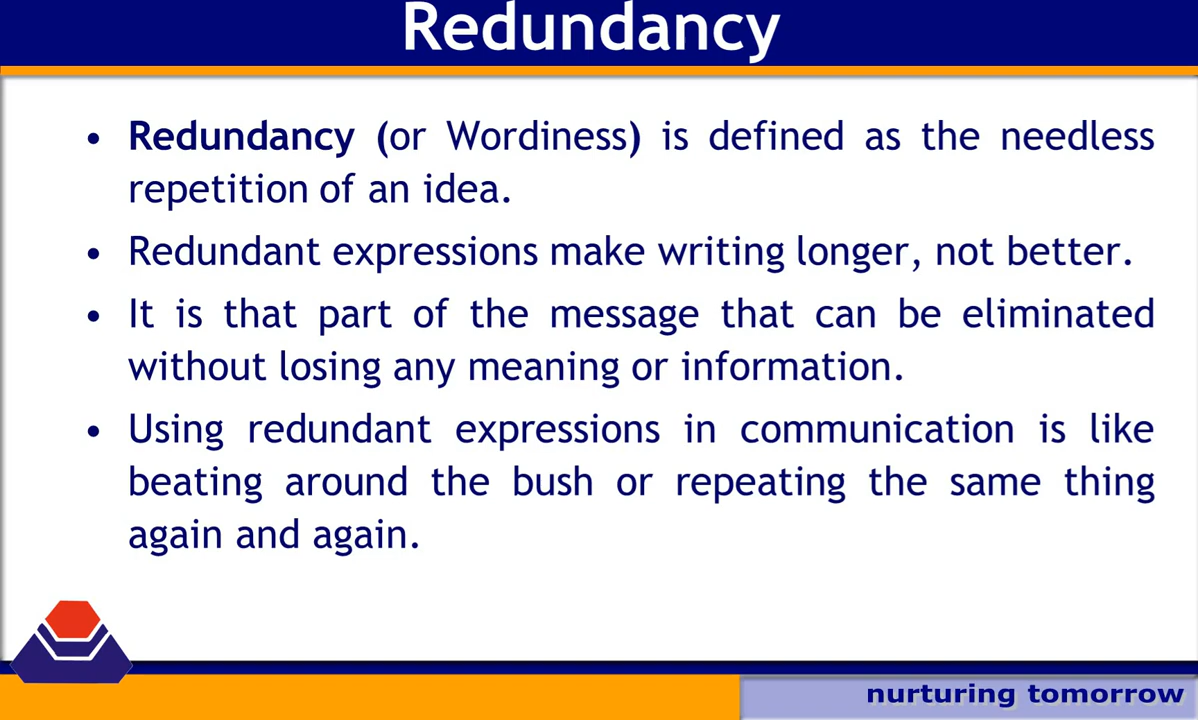 Redundancy
• Redundancy (or Wordiness) is defined as the needless
repetition of an idea.
• Redundant expressions make writing longer, not better.
• It is that part of the message that can be eliminated
without losing any meaning or information.
• Using redundant expressions in communication is like
beating around the bush or repeating the same thing
again and again.
nurturing tomorrow